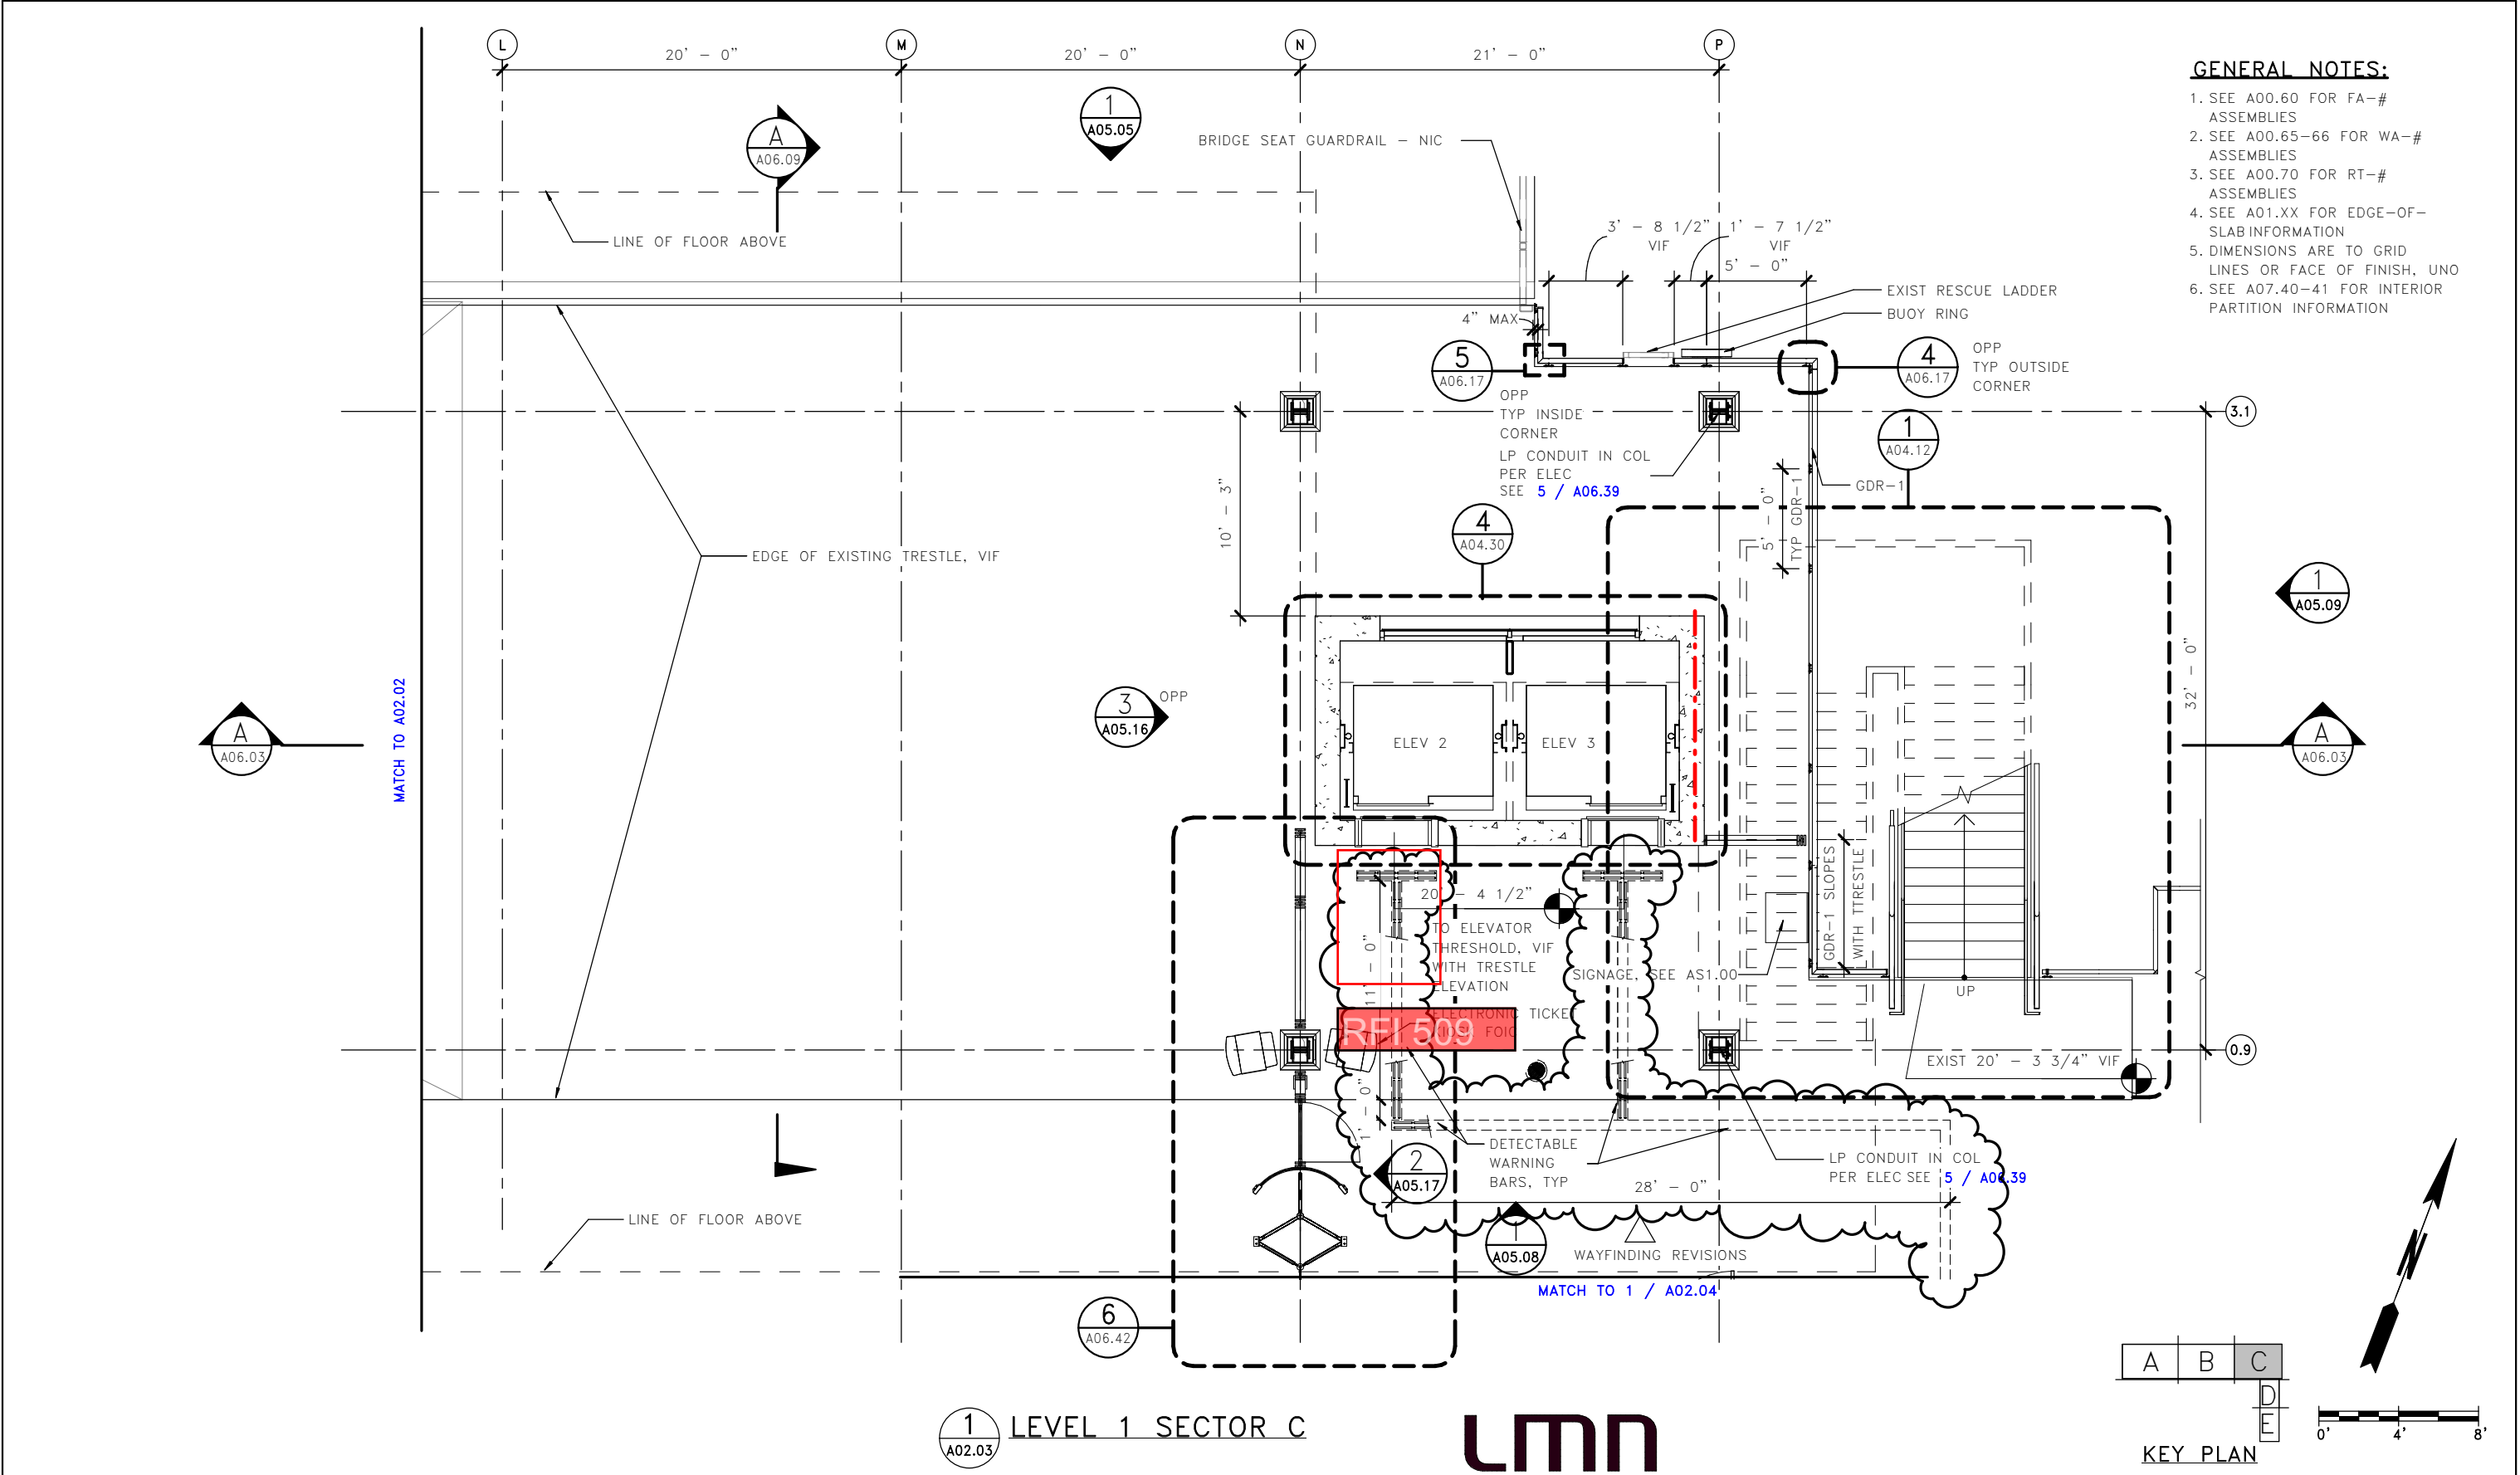 L
M
N
P
20' - 0"
20' - 0"
21' - 0"
GENERAL NOTES:
1. SEE A00.60 FOR FA-#
ASSEMBLIES
2. SEE A00.65-66 FOR WA-#
ASSEMBLIES
3. SEE A00.70 FOR RT-#
ASSEMBLIES
4. SEE A01.XX FOR EDGE-OF-
SLAB INFORMATION
5. DIMENSIONS ARE TO GRID
LINES OR FACE OF FINISH, UNO
6. SEE A07.40-41 FOR INTERIOR
PARTITION INFORMATION
A
A06.09
1
A05.05
BRIDGE SEAT GUARDRAIL - NIC
LINE OF FLOOR ABOVE
3' - 8 1/2"
VIF
1' - 7 1/2"
VIF
5' - 0"
EXIST RESCUE LADDER
BUOY RING
4" MAX
5
A06.17
OPP
TYP INSIDE
CORNER
4
A06.17
OPP
TYP OUTSIDE
CORNER
3.1
LP CONDUIT IN COL
PER ELEC
SEE 5 / A06.39
1
A04.12
GDR-1
5' - 0"
TYP GDR-1
10' - 3"
4
A04.30
EDGE OF EXISTING TRESTLE, VIF
1
A05.09
32' - 0"
MATCH TO A02.02
A
A06.03
3
A05.16
OPP
ELEV 2
ELEV 3
A
A06.03
20' - 4 1/2"
TO ELEVATOR
THRESHOLD, VIF
WITH TRESTLE
ELEVATION
11' - 0"
SIGNAGE, SEE AS1.00
GDR-1 SLOPES
WITH TTRESTLE
UP
ELECTRONIC TICKET
KIOSK FOIC
RFI 509
0.9
EXIST 20' - 3 3/4" VIF
1' - 0"
DETECTABLE
WARNING
BARS, TYP
2
A05.17
LP CONDUIT IN COL
PER ELEC SEE 5 / A06.39
28' - 0"
LINE OF FLOOR ABOVE
1
A05.08
WAYFINDING REVISIONS
MATCH TO 1 / A02.04
6
A06.42
N
A
B
C
D
E
KEY PLAN
0'
4'
8'
1
A02.03
LEVEL 1 SECTOR C
LMN